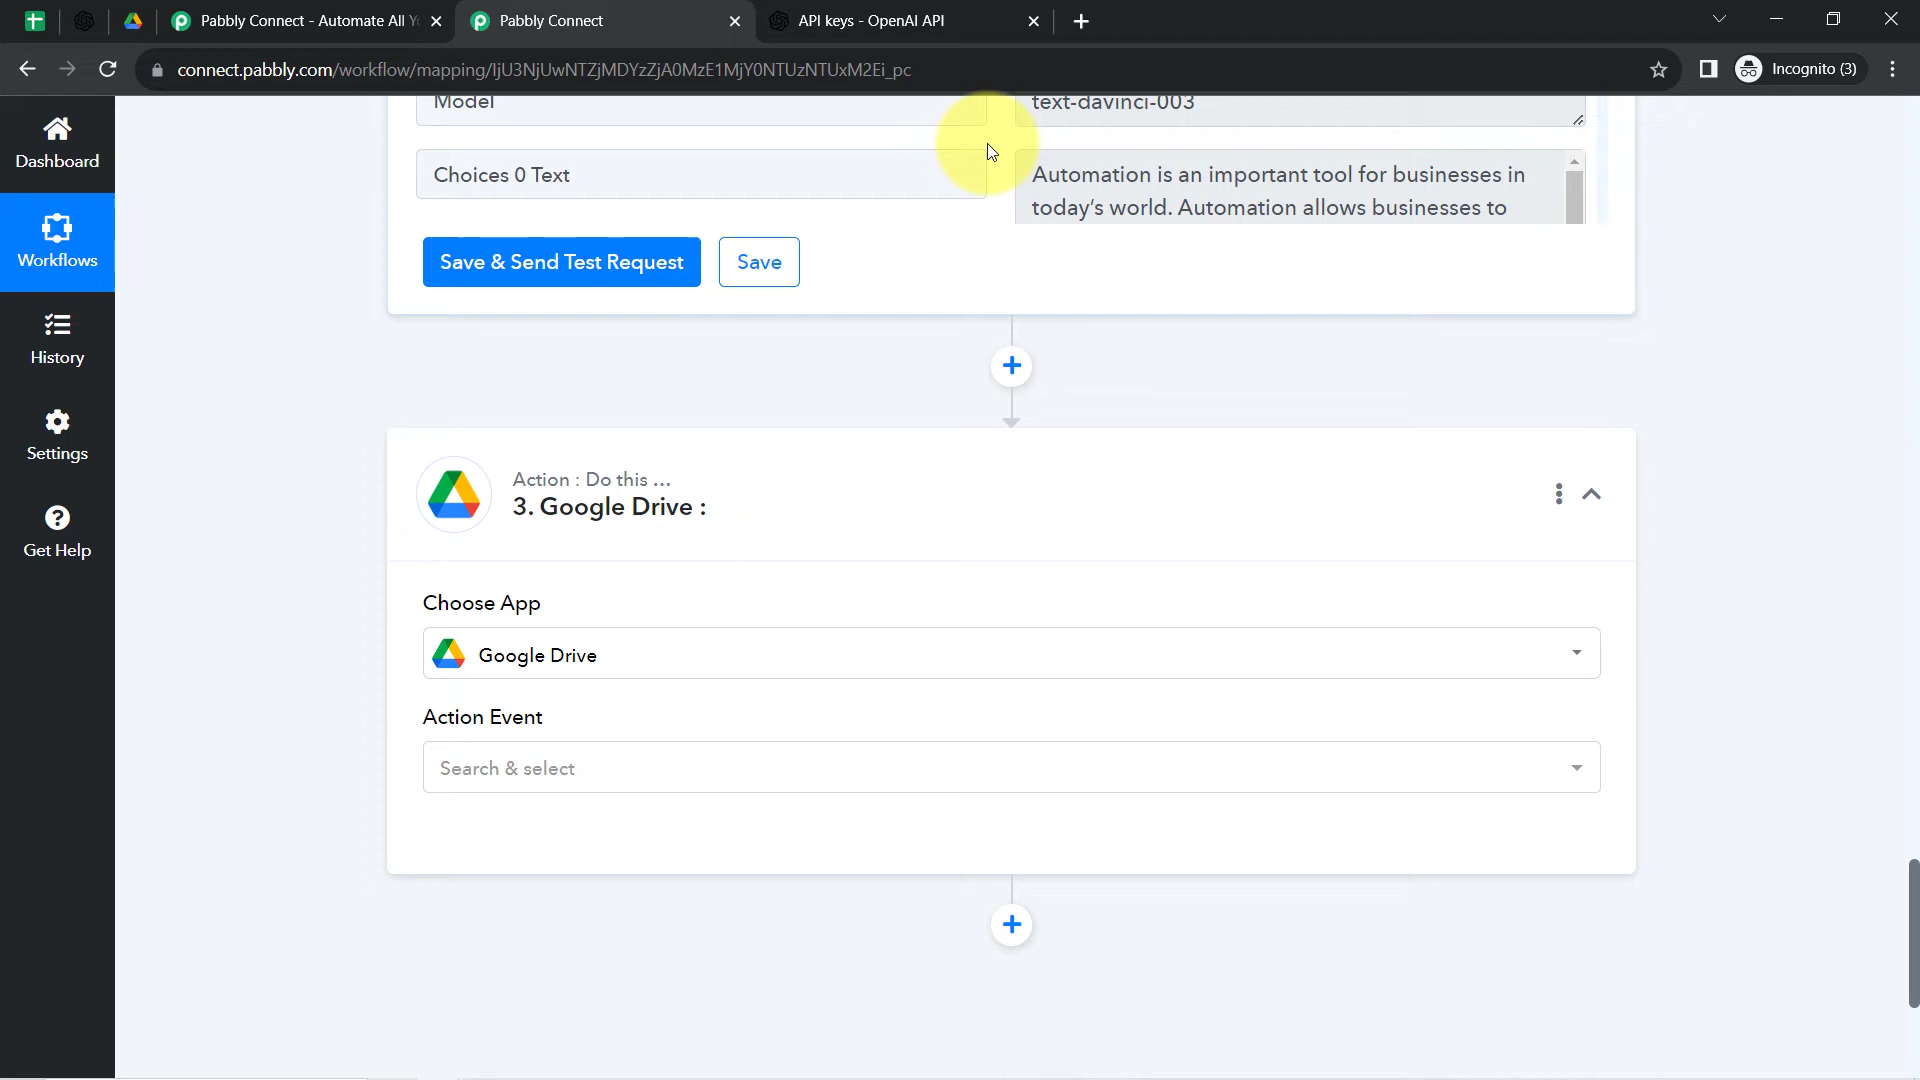 Pabbly Connect - Automate All Y
Pabbly Connect
API keys - OpenAI API
connect.pabbly.com/workflow/mapping/IjU3NjUwNTZjMDYzZjA0MzE1MjY0NTUzNTUxM2Ei_pc
Incognito (3)
Dashboard
Workflows
History
Settings
Get Help
Model
text-davinci-003
Choices 0 Text
Automation is an important tool for businesses in
today's world. Automation allows businesses to
Save & Send Test Request
Save
Action : Do this ...
3. Google Drive :
Choose App
Google Drive
Action Event
Search & select